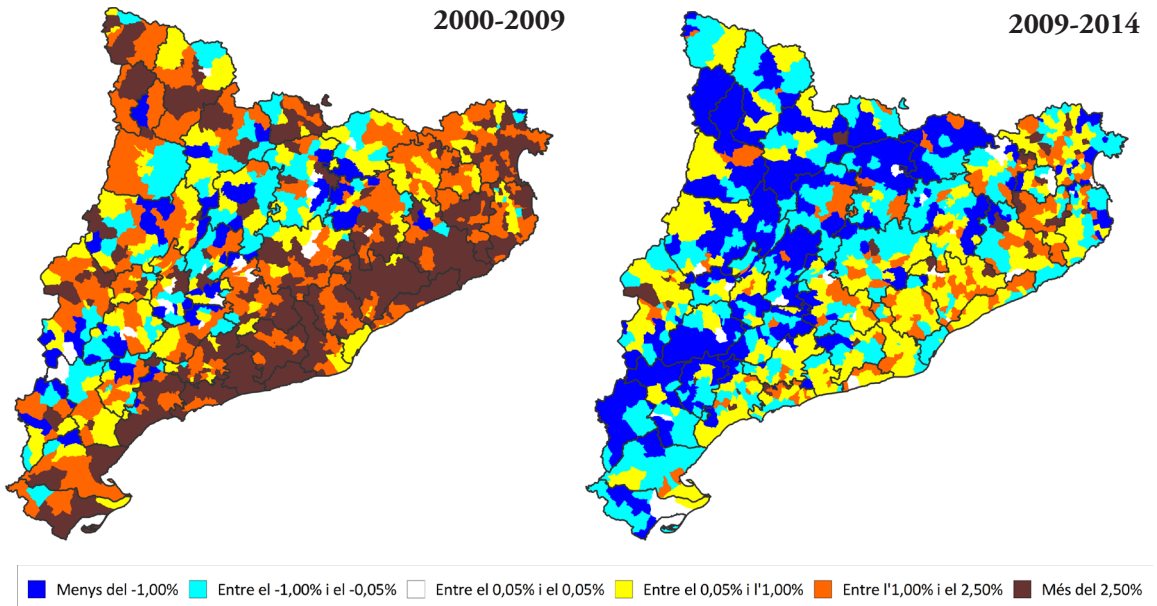 2000-2009
2009-2014
Menys del -1,00%
Entre el -1,00% i el -0,05%
Entre el 0,05% i el 0,05%
Entre el 0,05% i l'1,00%
Entre l'1,00% i el 2,50%
Més del 2,50%